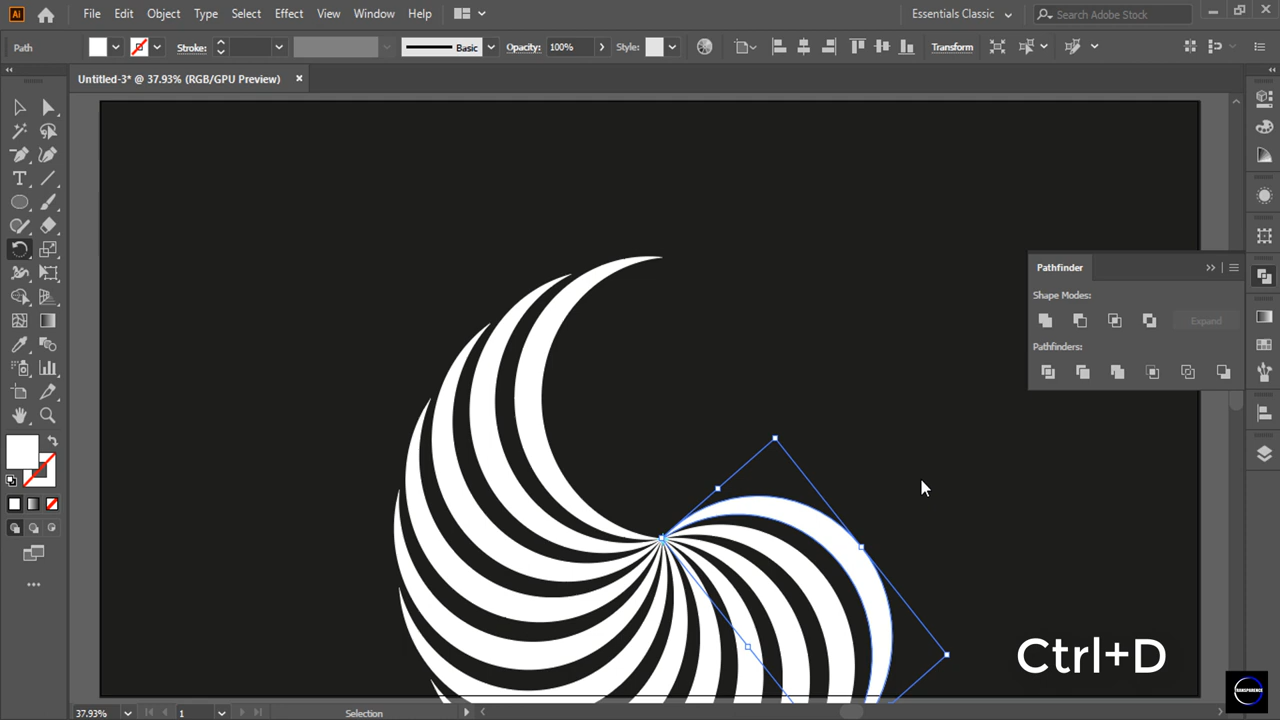 Ai File Edit Object Type Select Effect View Window Help Essentials Classic Search Adobe Stock
Path Stroke: Basic Opacity: 100% Style: Transform
Untitled-3* @ 37.93% (RGB/GPU Preview)
Pathfinder
Shape Modes:
Expand
Pathfinders:
Ctrl+D
TRANSPARENCE
37.93% 1 Selection